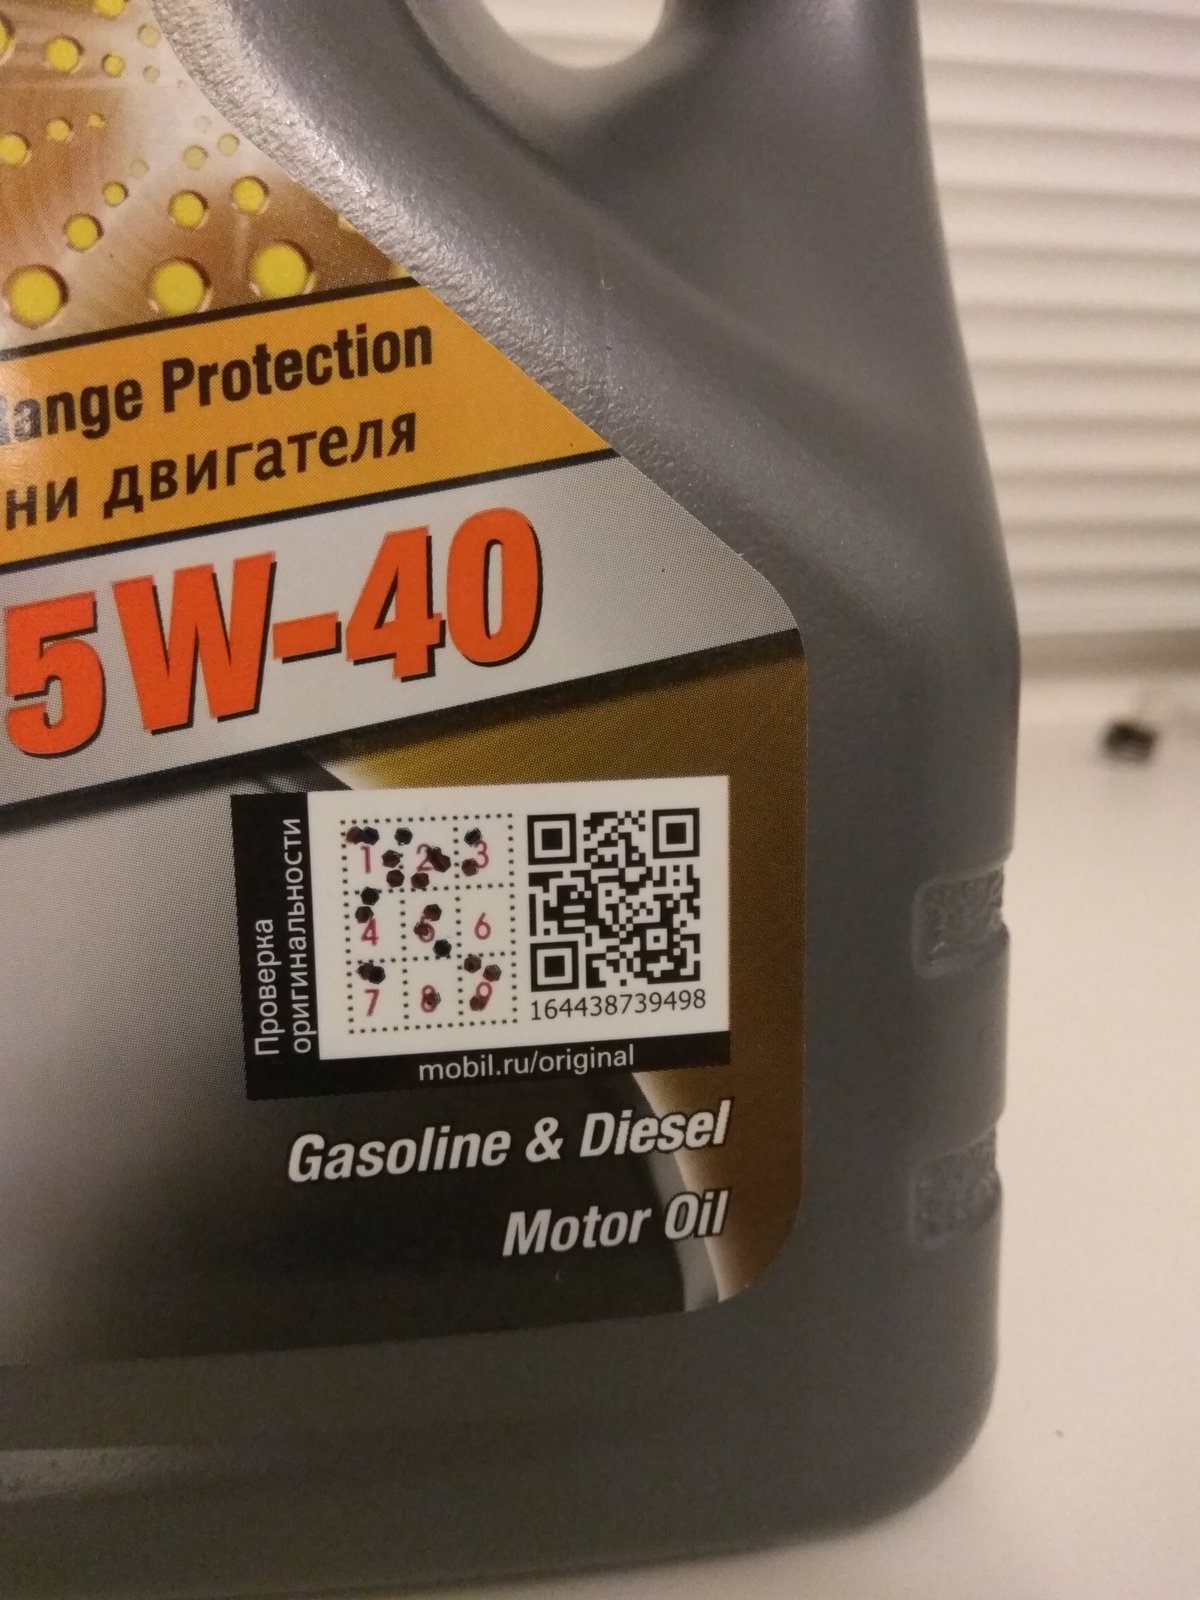 Range Protection
ни двигателя
5W-40
Проверка
оригинальности
1 2 3
4 5 6
7 8 9
164438739498
mobil.ru/original
Gasoline & Diesel
Motor Oil